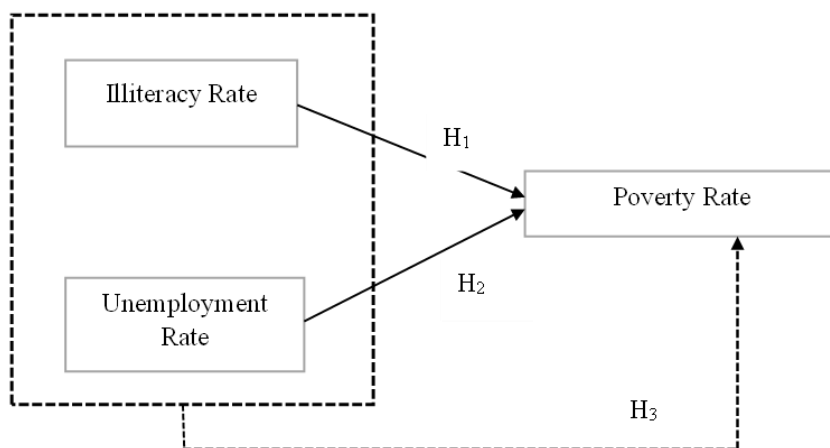 Illiteracy Rate
H₁
Poverty Rate
H₂
Unemployment
Rate
H₃